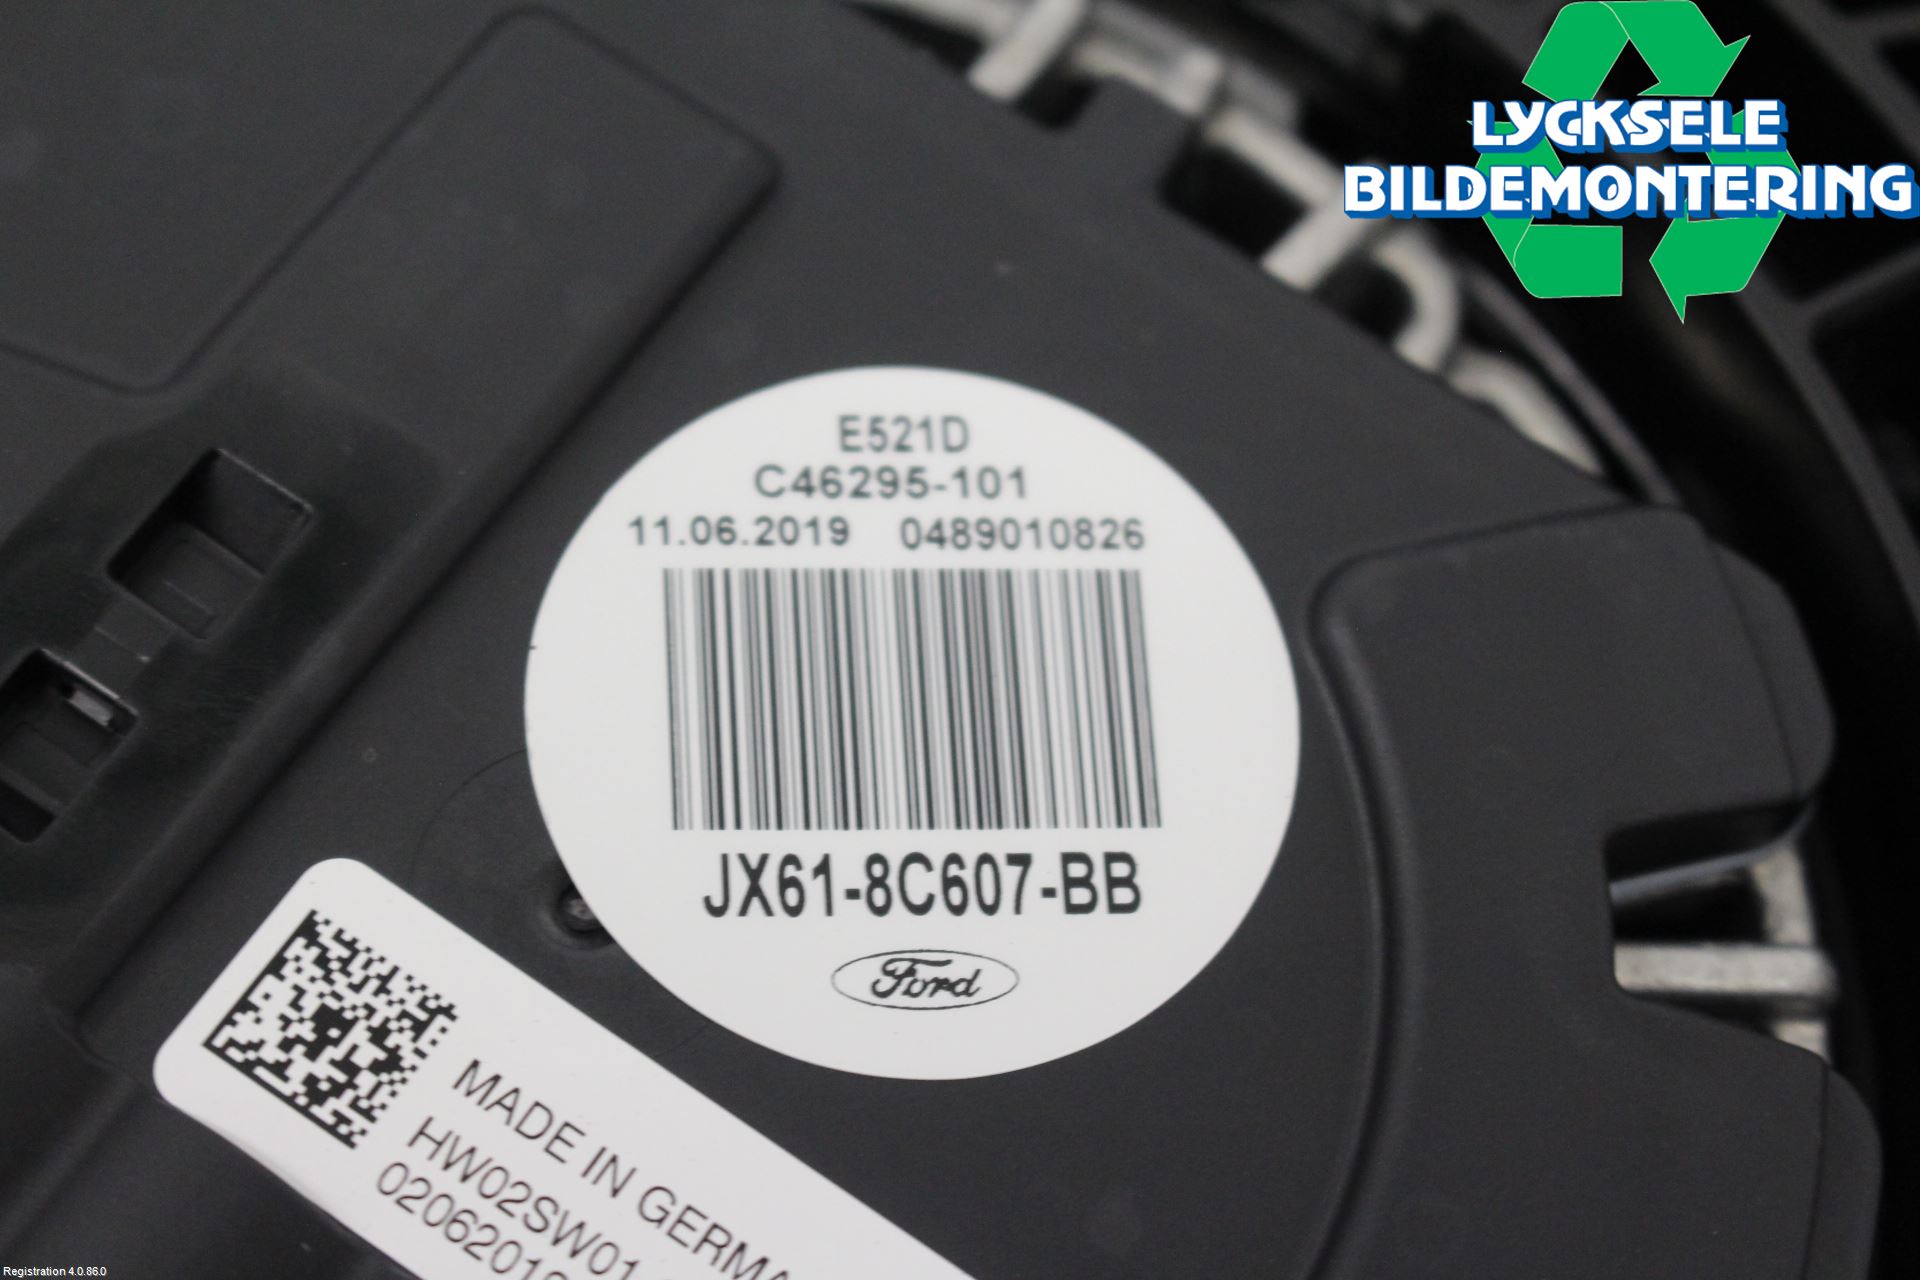 LYCKSELE
BILDEMONTERING
E521D
C46295-101
11.06.2019 0489010826
JX61-8C607-BB
Ford
MADE IN GERMA
HW02SW01
0206201
Registration 4.0.86.0